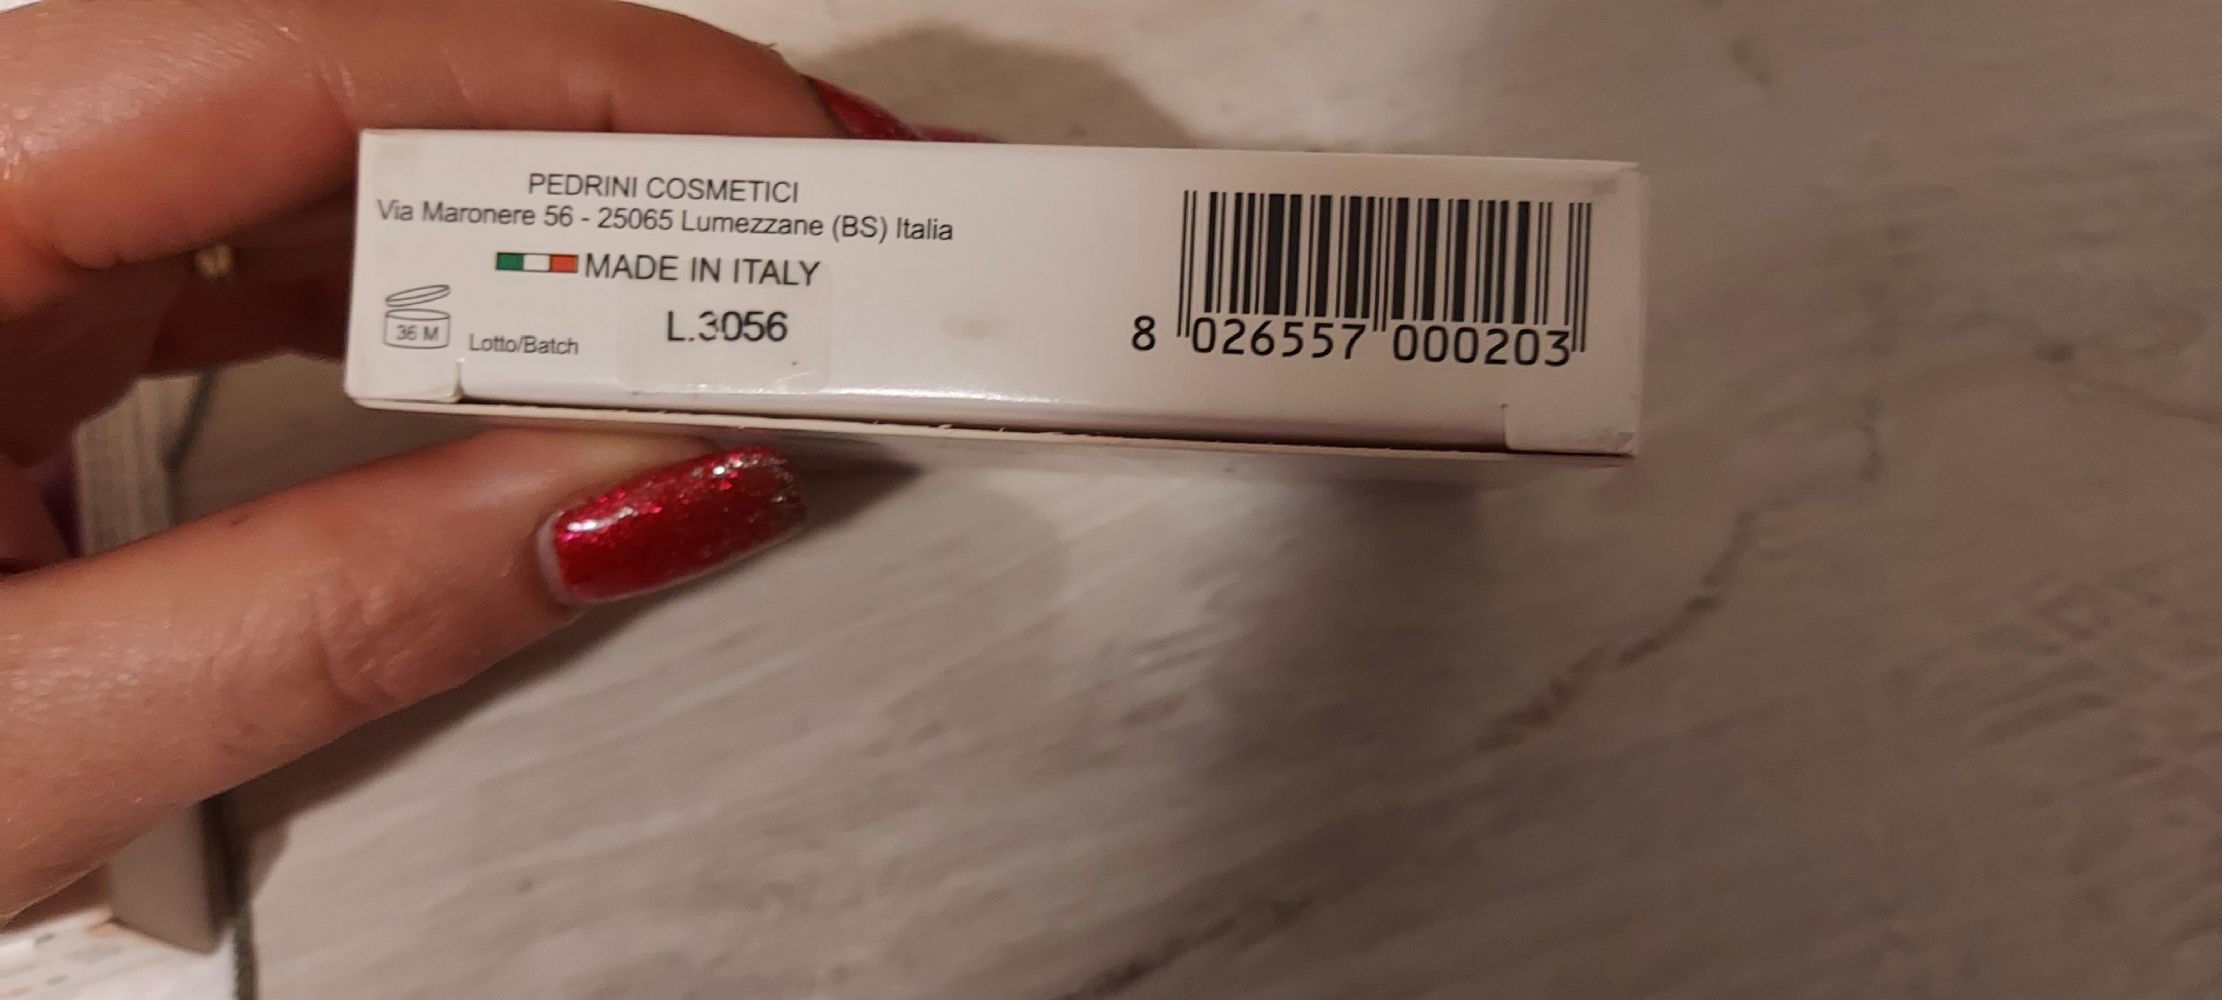 PEDRINI COSMETICI
Via Maronere 56 - 25065 Lumezzane (BS) Italia
MADE IN ITALY
36 M
Lotto/Batch
L.3056
8 026557 000203